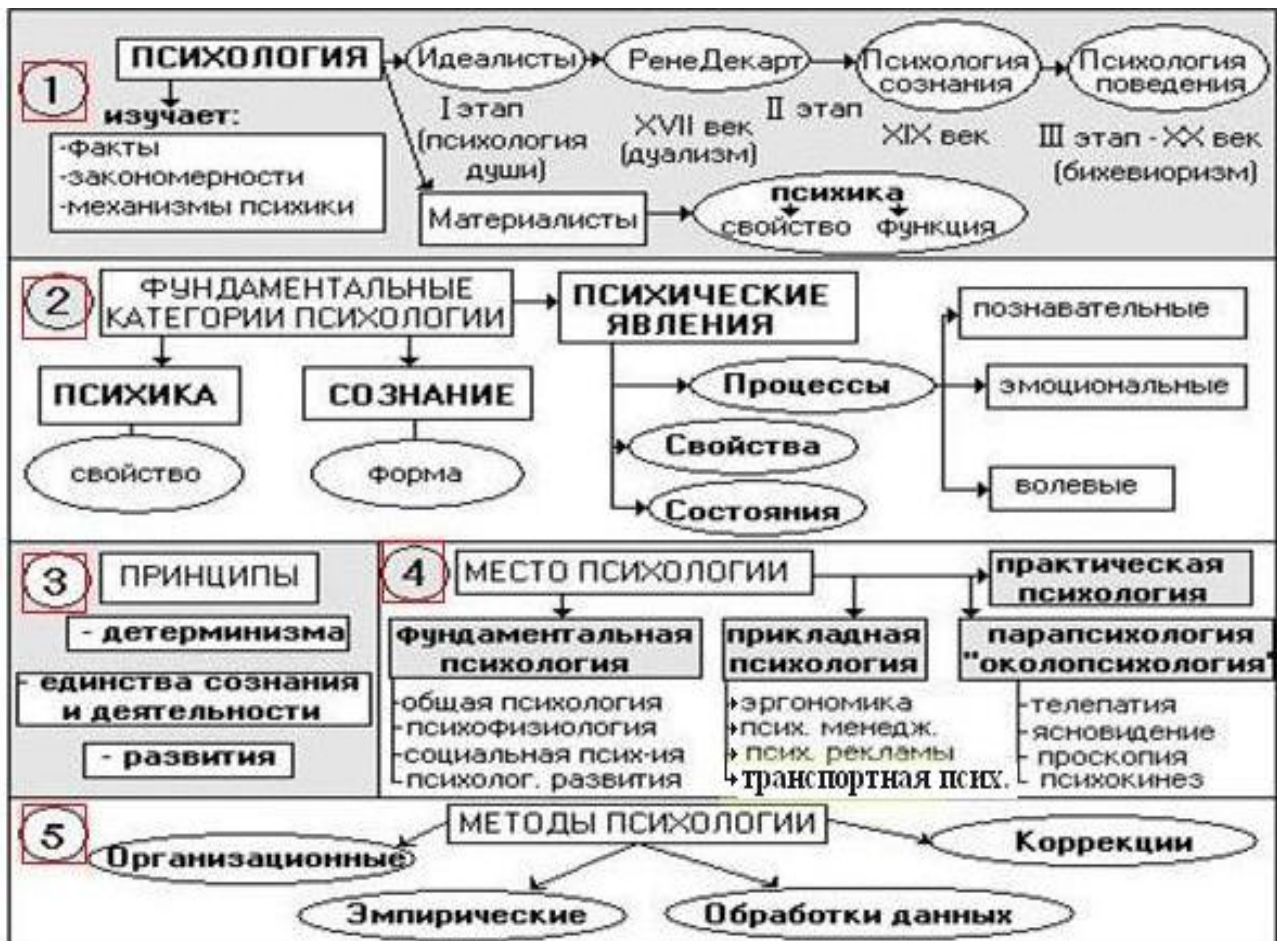 1
ПСИХОЛОГИЯ
изучает:
-факты
-закономерности
-механизмы психики
Идеалисты
I этап
(психология
души)
РенеДекарт
XVII век
(дуализм)
II этап
Психология
сознания
XIX век
Психология
поведения
III этап - XX век
(бихевиоризм)
Материалисты
психика
свойство функция
2
ФУНДАМЕНТАЛЬНЫЕ
КАТЕГОРИИ ПСИХОЛОГИИ
ПСИХИКА
свойство
СОЗНАНИЕ
форма
ПСИХИЧЕСКИЕ
ЯВЛЕНИЯ
Процессы
познавательные
эмоциональные
волевые
Свойства
Состояния
3
ПРИНЦИПЫ
- детерминизма
- единства сознания
и деятельности
- развития
4
МЕСТО ПСИХОЛОГИИ
практическая
психология
фундаментальная
психология
-общая психология
-психофизиология
-социальная псих-ия
-психолог. развития
прикладная
психология
эргономика
псих. менедж.
псих. рекламы
транспортная псих.
парапсихология
"околопсихология"
-телепатия
-ясновидение
-проскопия
-психокинез
5
МЕТОДЫ ПСИХОЛОГИИ
Организационные
Эмпирические
Обработки данных
Коррекции